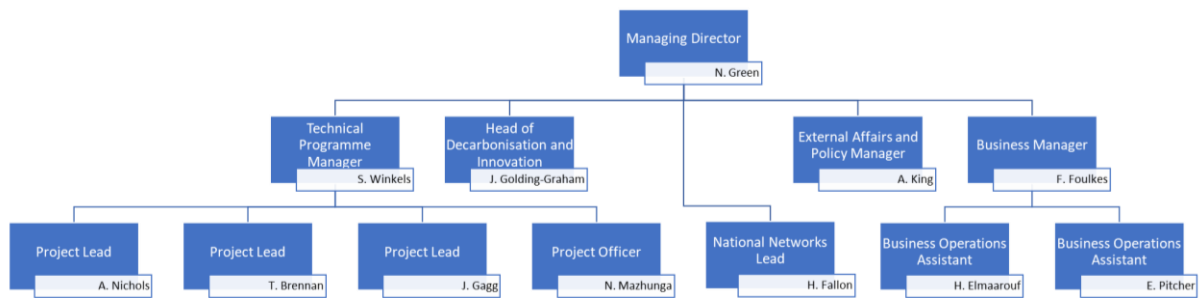 Managing Director
N. Green
Technical
Programme
Manager
S. Winkels
Head of
Decarbonisation and
Innovation
J. Golding-Graham
External Affairs and
Policy Manager
A. King
Business Manager
F. Foulkes
Project Lead
A. Nichols
Project Lead
T. Brennan
Project Lead
J. Gagg
Project Officer
N. Mazhunga
National Networks
Lead
H. Fallon
Business Operations
Assistant
H. Elmaarouf
Business Operations
Assistant
E. Pitcher